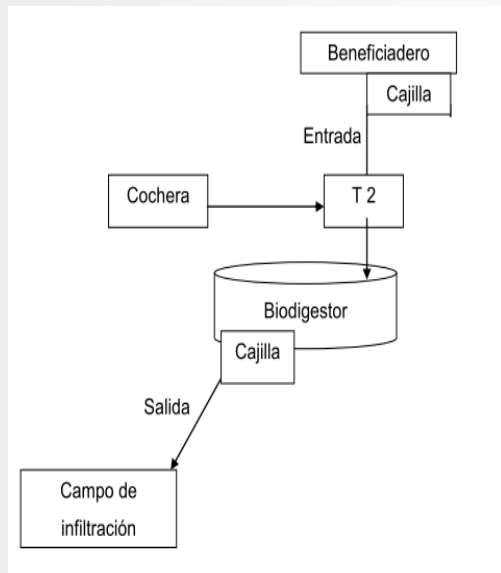 Beneficiadero
Cajilla
Entrada
Cochera
T 2
Biodigestor
Cajilla
Salida
Campo de
infiltración